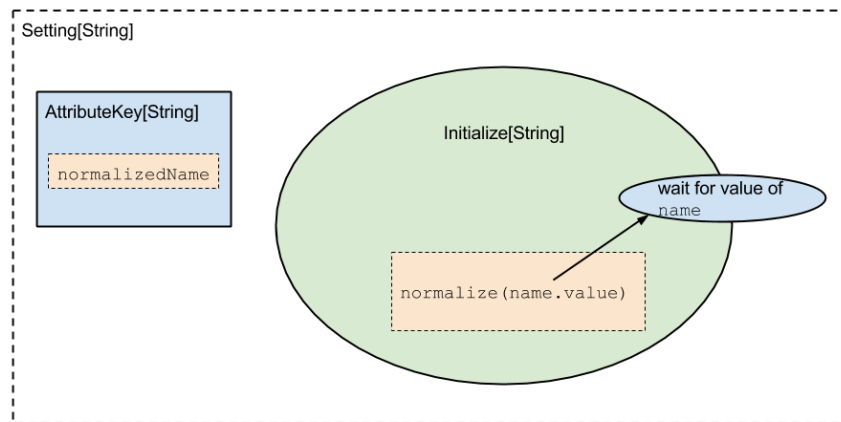 Setting[String]
AttributeKey[String]
normalizedName
Initialize[String]
wait for value of
name
normalize(name.value)